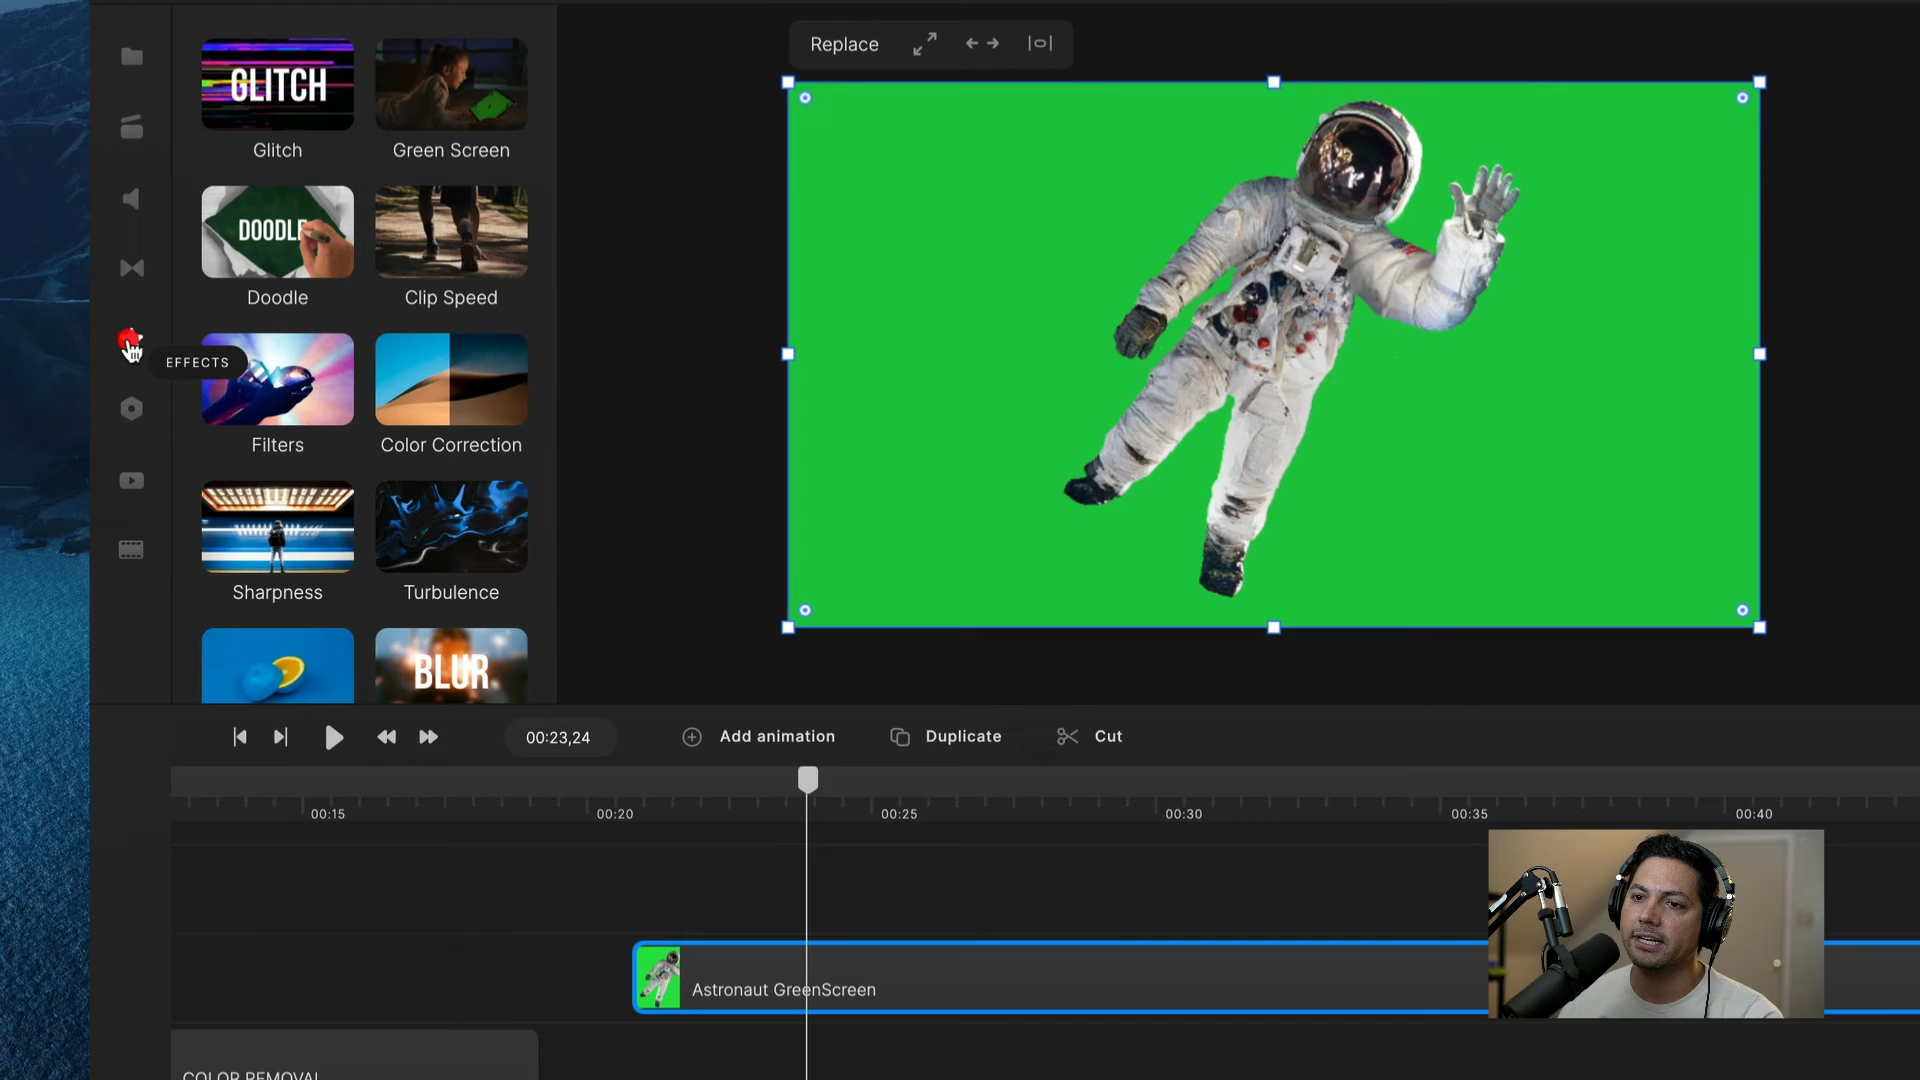 Replace
GLITCH
Glitch
Green Screen
DOODLE
Doodle
Clip Speed
EFFECTS
Filters
Color Correction
Sharpness
Turbulence
BLUR
00:23,24
Add animation
Duplicate
Cut
00:15
00:20
00:25
00:30
00:35
00:40
Astronaut GreenScreen
COLOR REMOVAL